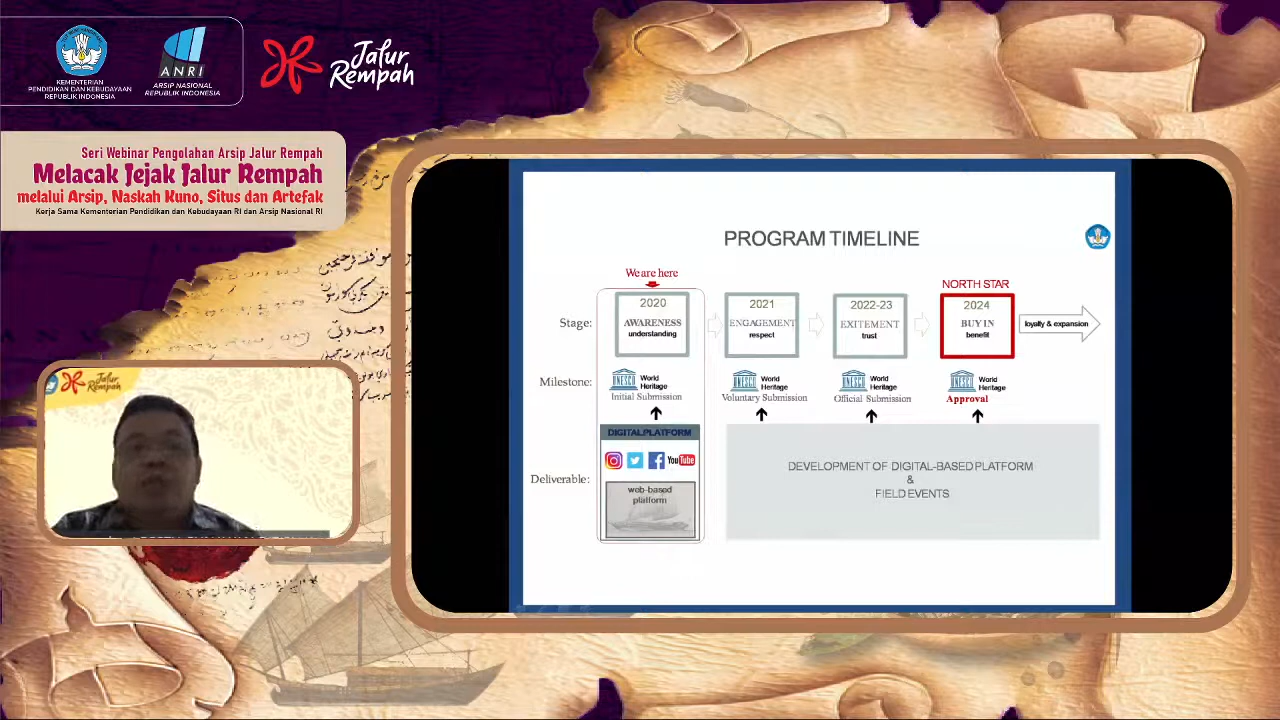 KEMENTERIAN
PENDIDIKAN DAN KEBUDAYAAN
REPUBLIK INDONESIA
ANRI
ARSIP NASIONAL
REPUBLIK INDONESIA
Jalur
Rempah
Seri Webinar Pengolahan Arsip Jalur Rempah
Melacak Jejak Jalur Rempah
melalui Arsip, Naskah Kuno, Situs dan Artefak
Kerja Sama Kementerian Pendidikan dan Kebudayaan RI dan Arsip Nasional RI
Jalur
Rempah
PROGRAM TIMELINE
We are here
NORTH STAR
Stage:
2020
AWARENESS
understanding
2021
ENGAGEMENT
respect
2022-23
EXITEMENT
trust
2024
BUY IN
benefit
loyalty & expansion
Milestone:
UNESCO World Heritage
Initial Submission
UNESCO World Heritage
Voluntary Submission
UNESCO World Heritage
Official Submission
UNESCO World Heritage
Approval
Deliverable:
DIGITAL PLATFORM
YouTube
web-based
platform
DEVELOPMENT OF DIGITAL-BASED PLATFORM
&
FIELD EVENTS